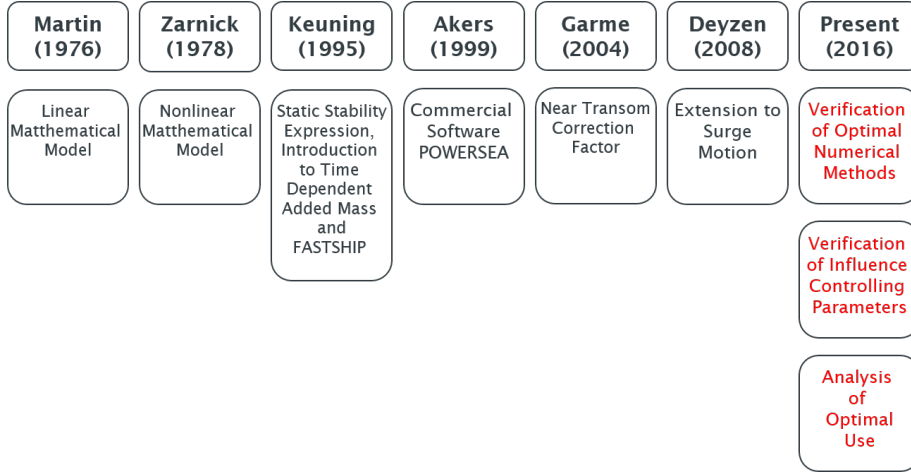 Martin
(1976)
Linear
Matthematical
Model
Zarnick
(1978)
Nonlinear
Matthematical
Model
Keuning
(1995)
Static Stability
Expression,
Introduction
to Time
Dependent
Added Mass
and
FASTSHIP
Akers
(1999)
Commercial
Software
POWERSEA
Garme
(2004)
Near Transom
Correction
Factor
Deyzen
(2008)
Extension to
Surge
Motion
Present
(2016)
Verification
of Optimal
Numerical
Methods
Verification
of Influence
Controlling
Parameters
Analysis
of
Optimal
Use